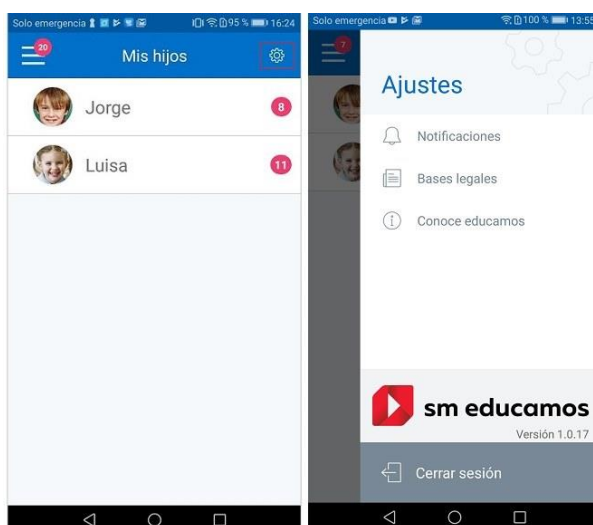 Solo emergencia 95 % 16:24
20
Mis hijos
Jorge
8
Luisa
11
Solo emergencia 100 % 13:55
7
Ajustes
Notificaciones
Bases legales
Conoce educamos
sm educamos
Versión 1.0.17
Cerrar sesión